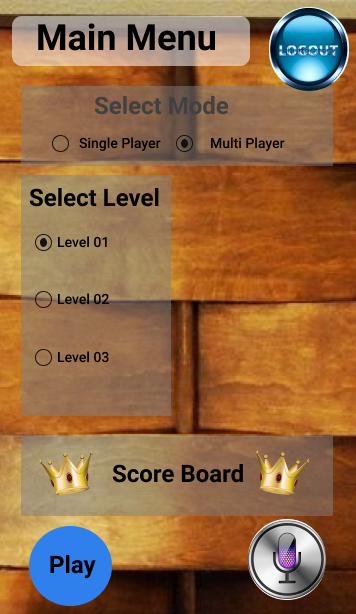 Main Menu
LOGOUT
Select Mode
Single Player Multi Player
Select Level
Level 01
Level 02
Level 03
Score Board
Play